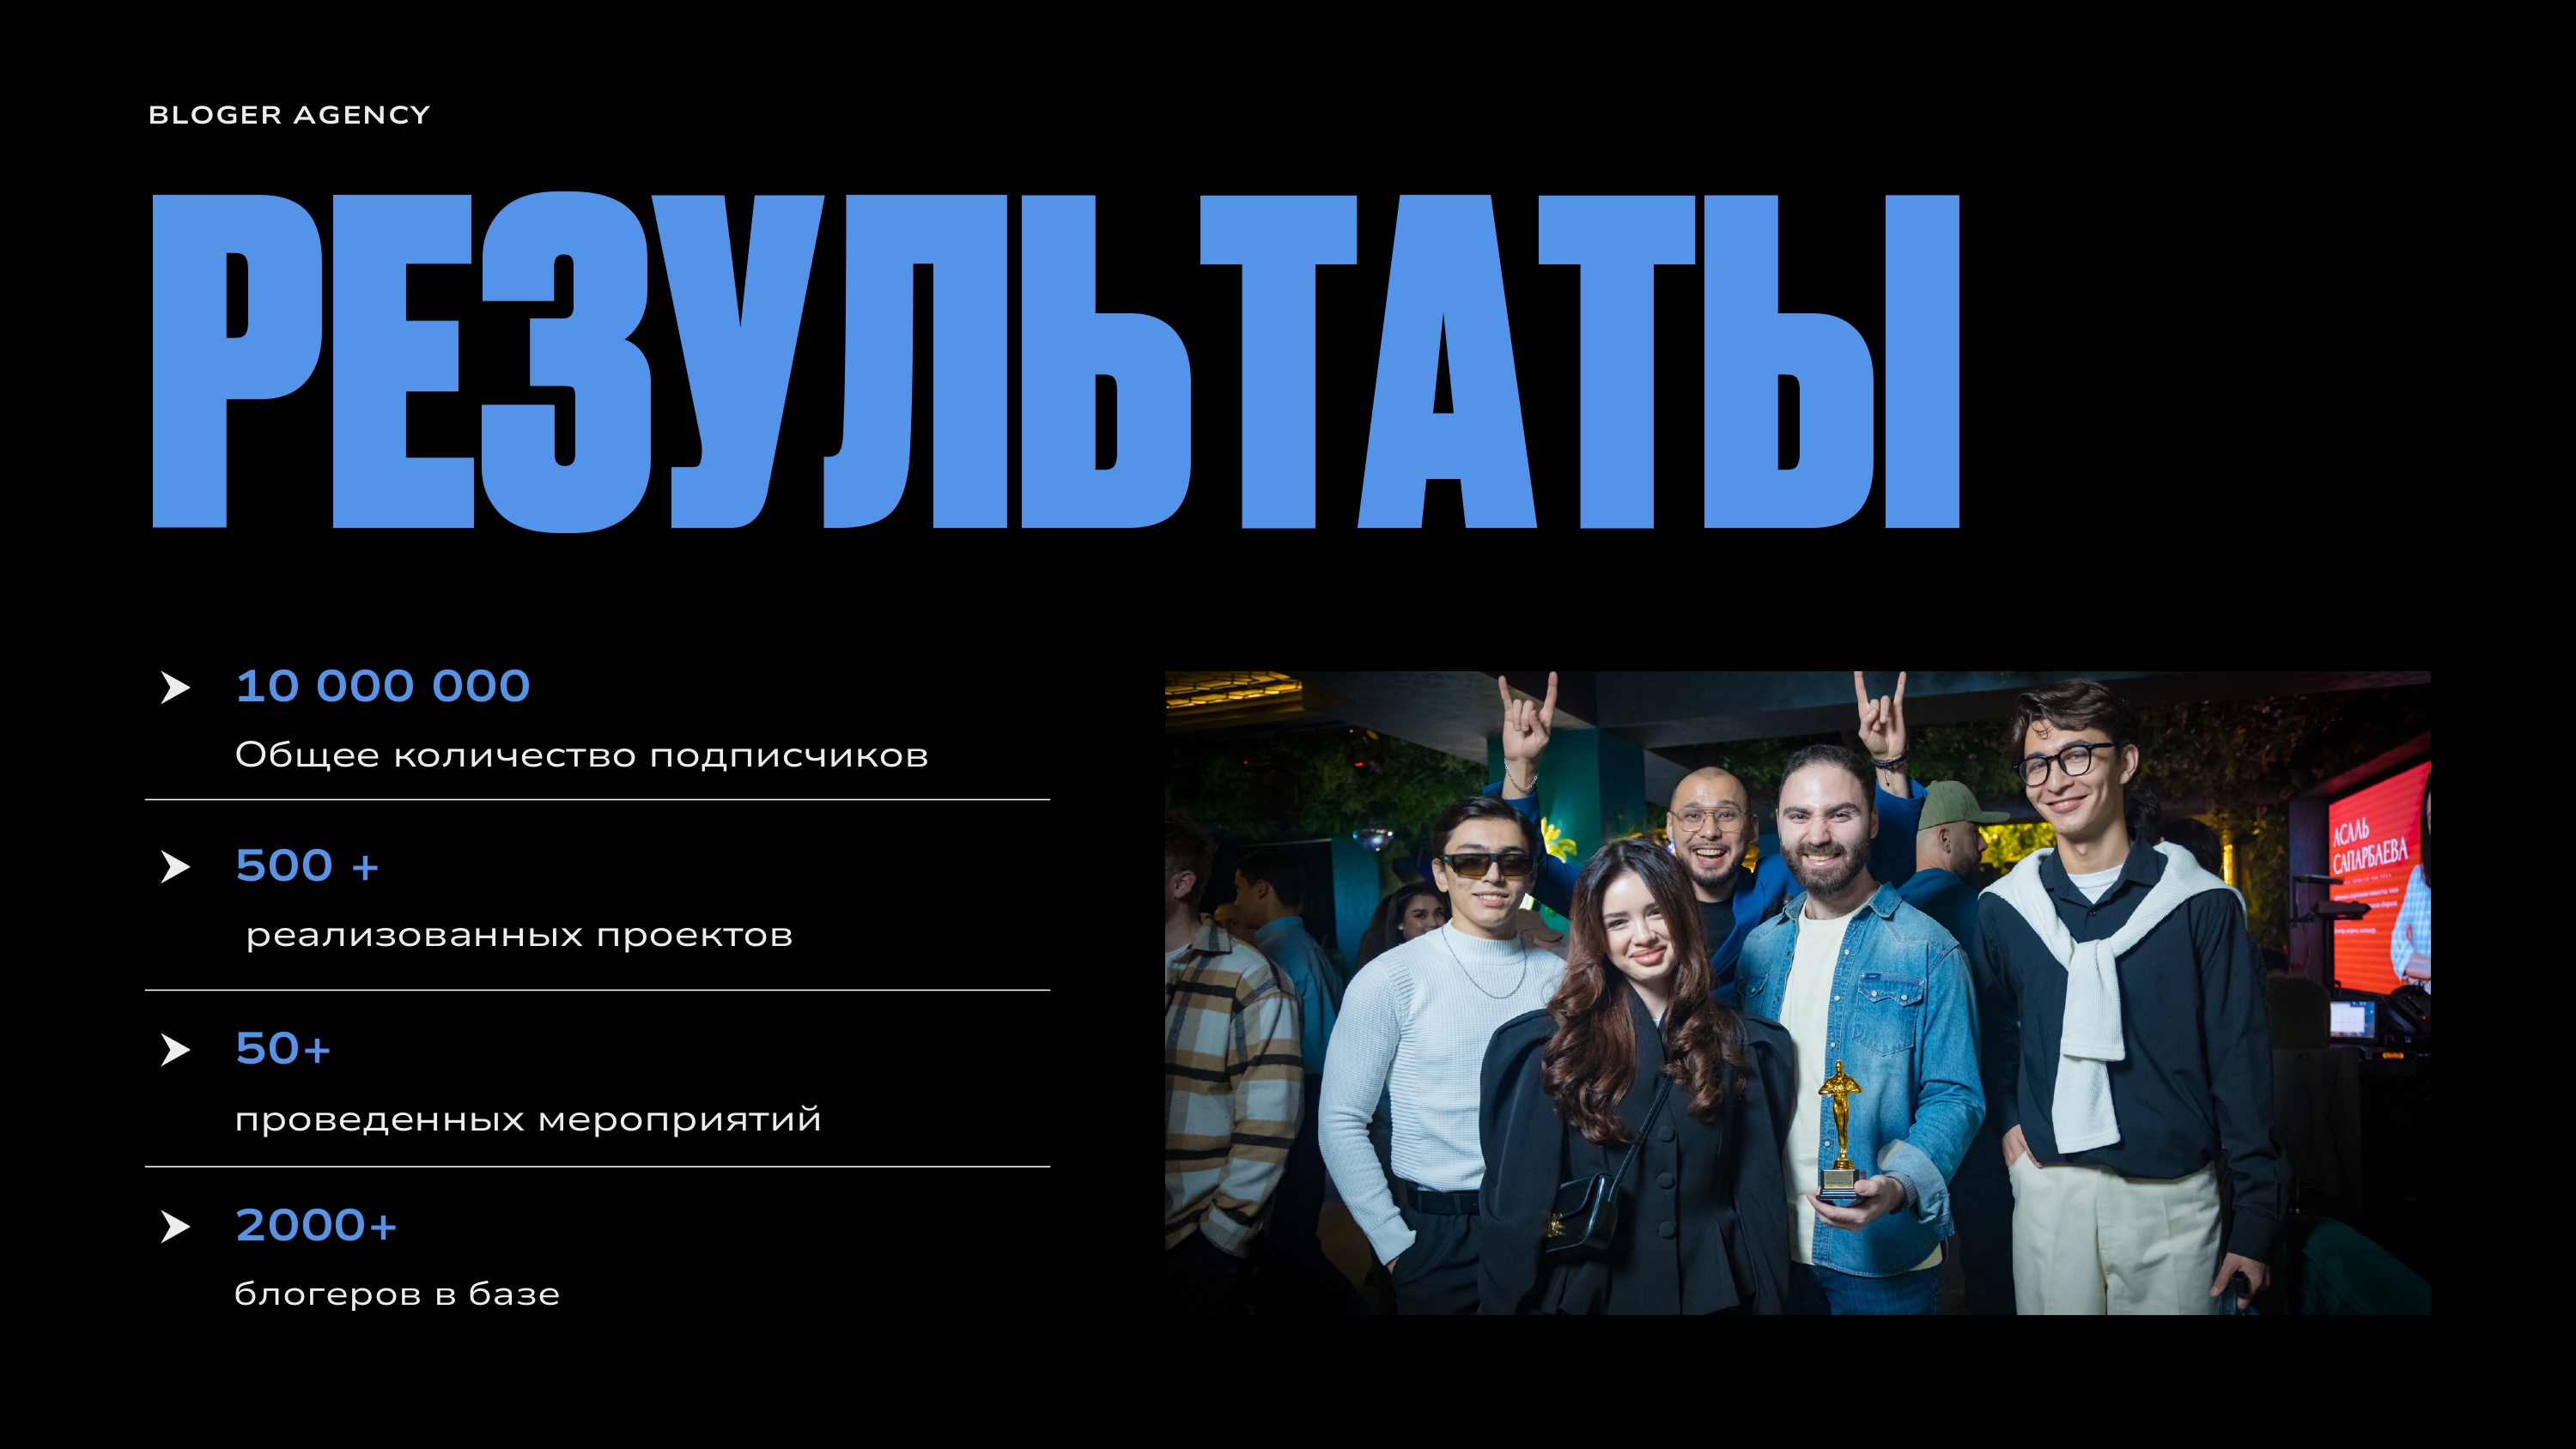 BLOGER AGENCY
РЕЗУЛЬТАТЫ
10 000 000
Общее количество подписчиков
500 +
реализованных проектов
50+
проведенных мероприятий
2000+
блогеров в базе
АСАЛЬ
САПАРБАЕВА